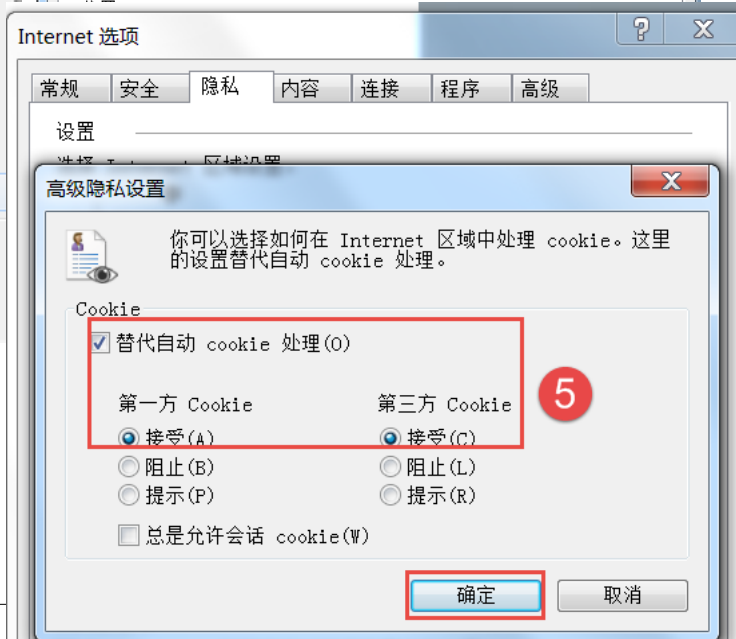 Internet 选项
常规 安全 隐私 内容 连接 程序 高级
设置
高级隐私设置
你可以选择如何在 Internet 区域中处理 cookie。这里
的设置替代自动 cookie 处理。
Cookie
替代自动 cookie 处理(O)
5
第一方 Cookie 第三方 Cookie
接受(A) 接受(C)
阻止(B) 阻止(L)
提示(P) 提示(R)
总是允许会话 cookie(W)
确定 取消